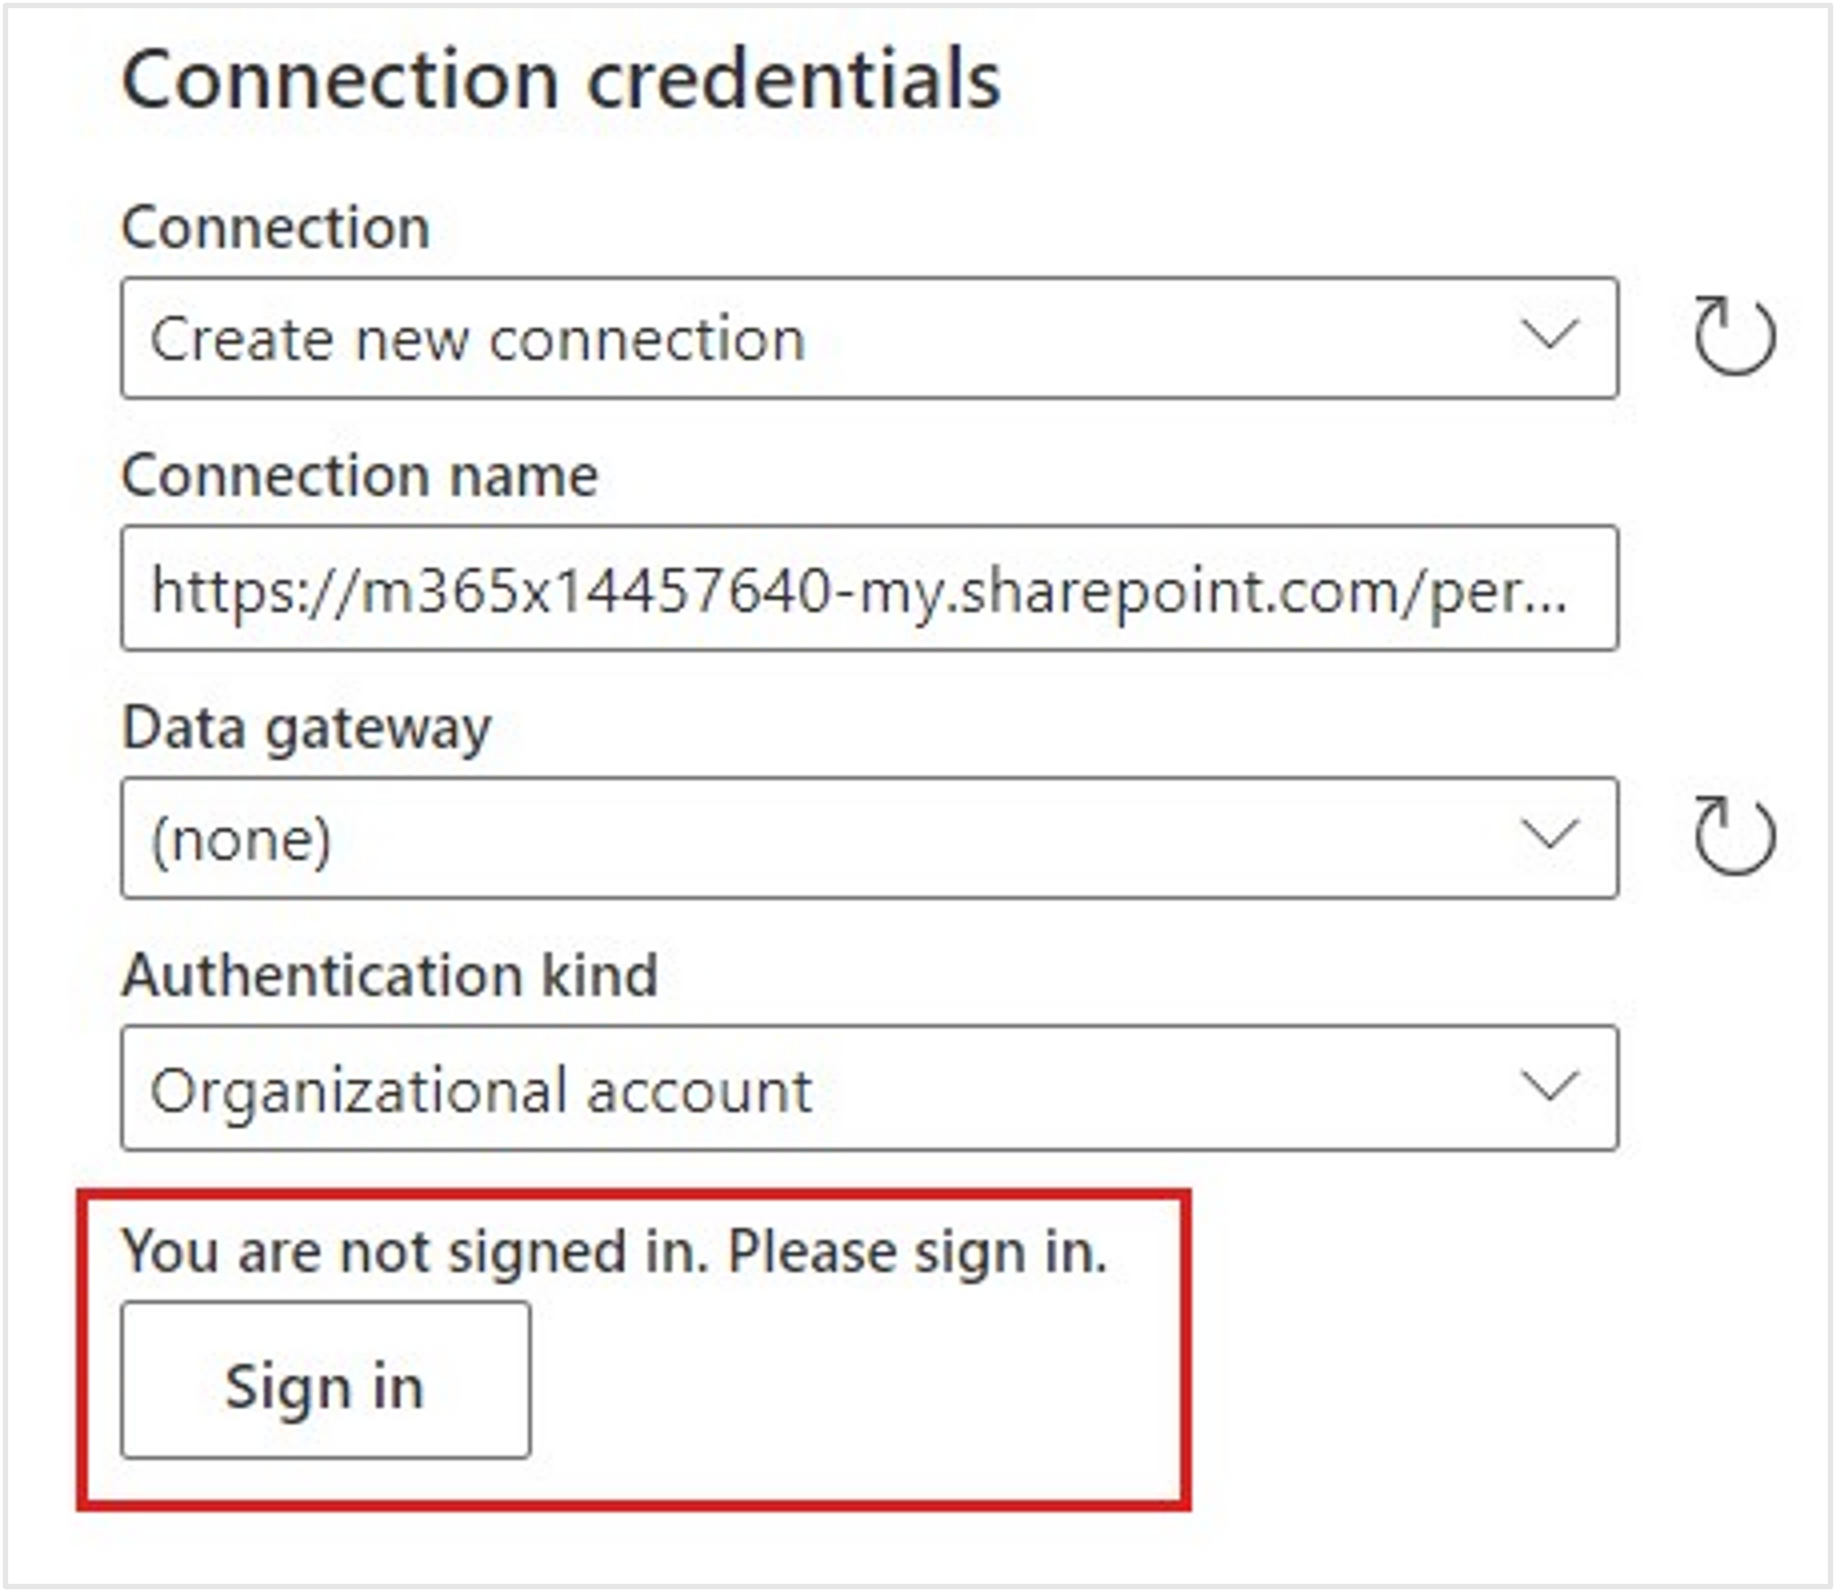 Connection credentials
Connection
Create new connection
Connection name
https://m365x14457640-my.sharepoint.com/per...
Data gateway
(none)
Authentication kind
Organizational account
You are not signed in. Please sign in.
Sign in